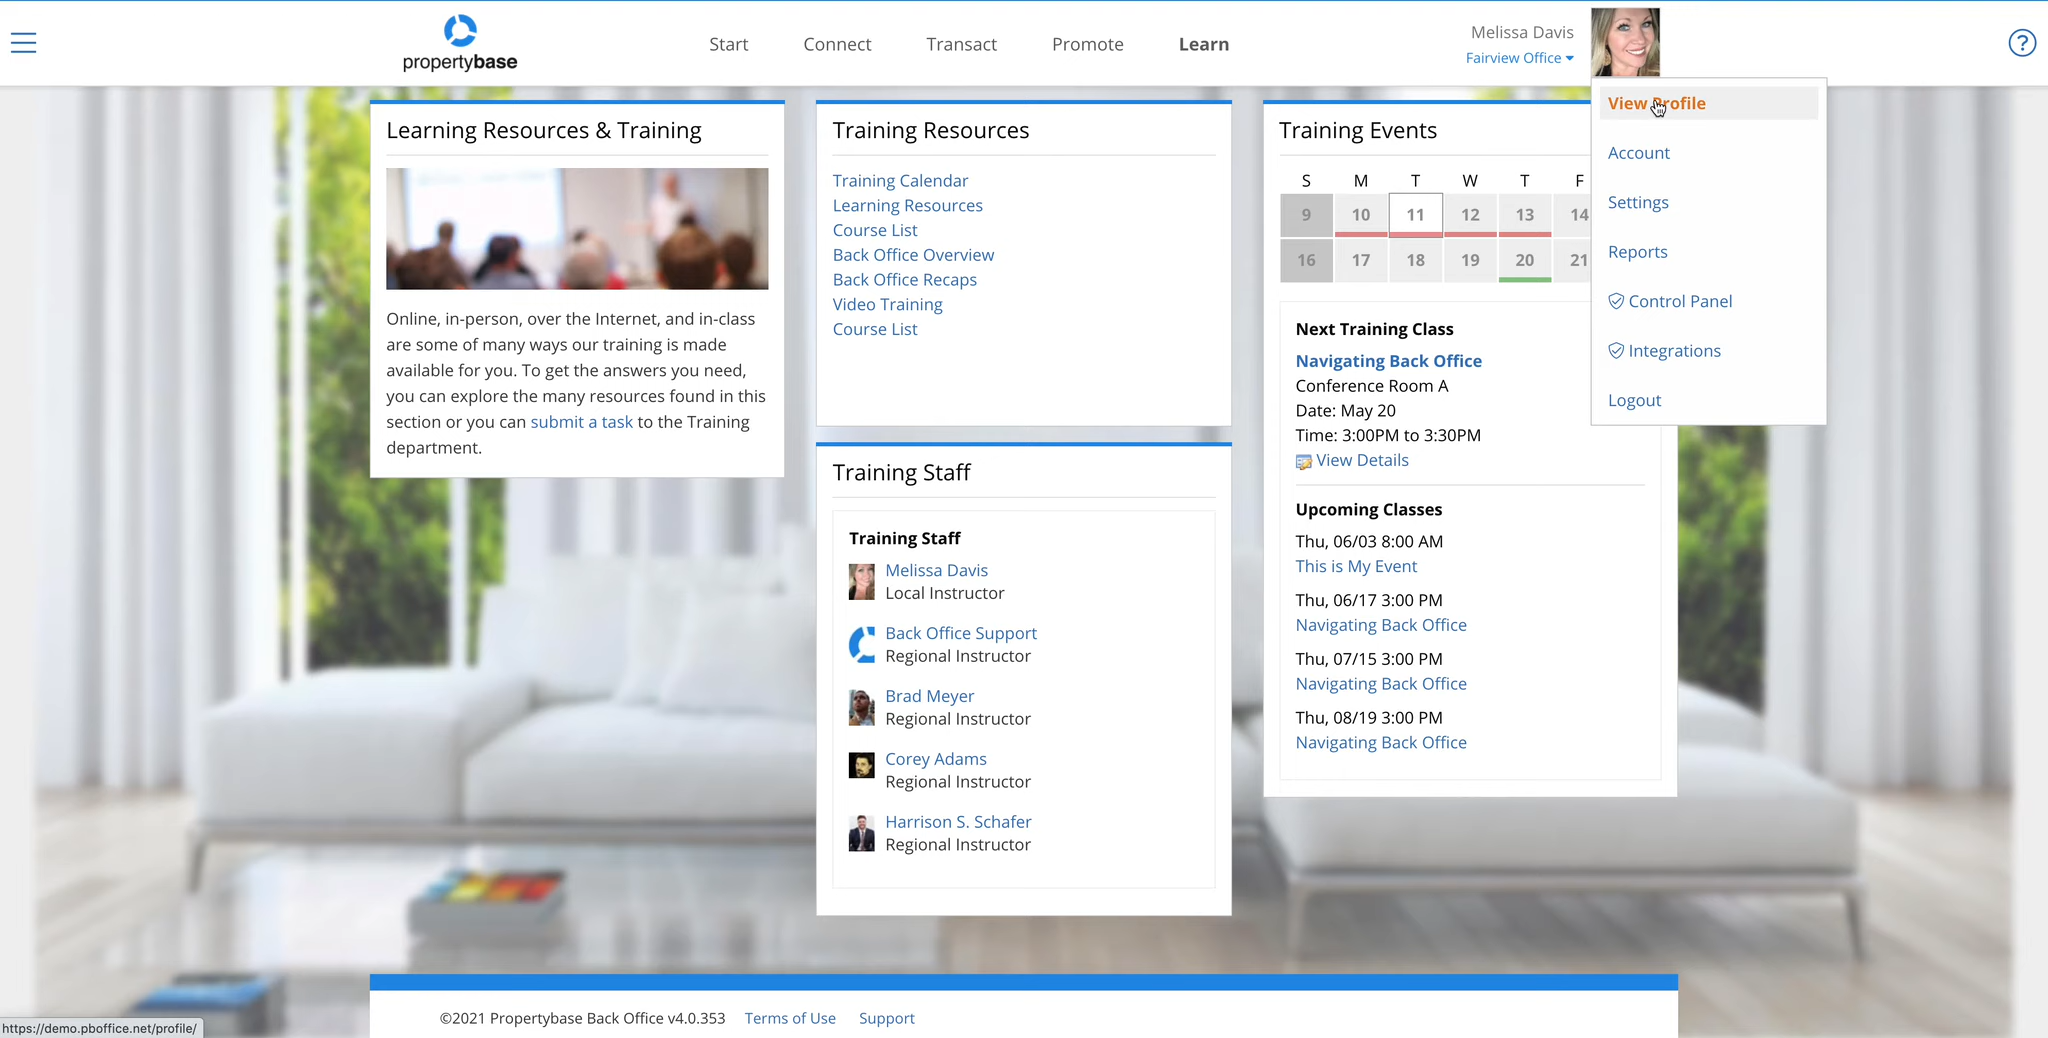 propertybase
Start
Connect
Transact
Promote
Learn
Melissa Davis
Fairview Office
?
View Profile
Account
Settings
Reports
Control Panel
Integrations
Logout
Learning Resources & Training
Online, in-person, over the Internet, and in-class
are some of many ways our training is made
available for you. To get the answers you need,
you can explore the many resources found in this
section or you can submit a task to the Training
department.
Training Resources
Training Calendar
Learning Resources
Course List
Back Office Overview
Back Office Recaps
Video Training
Course List
Training Staff
Training Staff
Melissa Davis
Local Instructor
Back Office Support
Regional Instructor
Brad Meyer
Regional Instructor
Corey Adams
Regional Instructor
Harrison S. Schafer
Regional Instructor
Training Events
S M T W T F
9 10 11 12 13 14
16 17 18 19 20 21
Next Training Class
Navigating Back Office
Conference Room A
Date: May 20
Time: 3:00PM to 3:30PM
View Details
Upcoming Classes
Thu, 06/03 8:00 AM
This is My Event
Thu, 06/17 3:00 PM
Navigating Back Office
Thu, 07/15 3:00 PM
Navigating Back Office
Thu, 08/19 3:00 PM
Navigating Back Office
©2021 Propertybase Back Office v4.0.353 Terms of Use Support
https://demo.pboffice.net/profile/